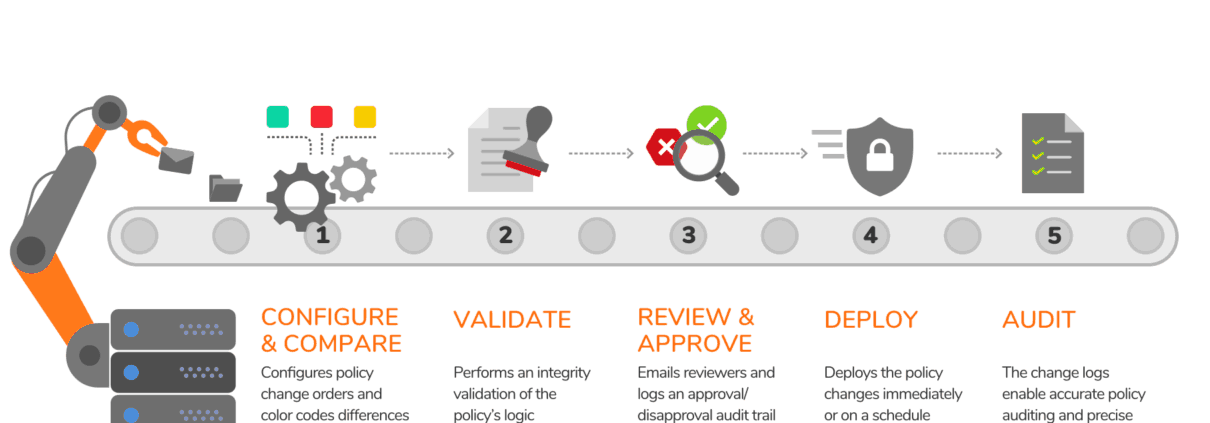 1
2
3
4
5
CONFIGURE
& COMPARE
Configures policy
change orders and
color codes differences
VALIDATE
Performs an integrity
validation of the
policy's logic
REVIEW &
APPROVE
Emails reviewers and
logs an approval/
disapproval audit trail
DEPLOY
Deploys the policy
changes immediately
or on a schedule
AUDIT
The change logs
enable accurate policy
auditing and precise